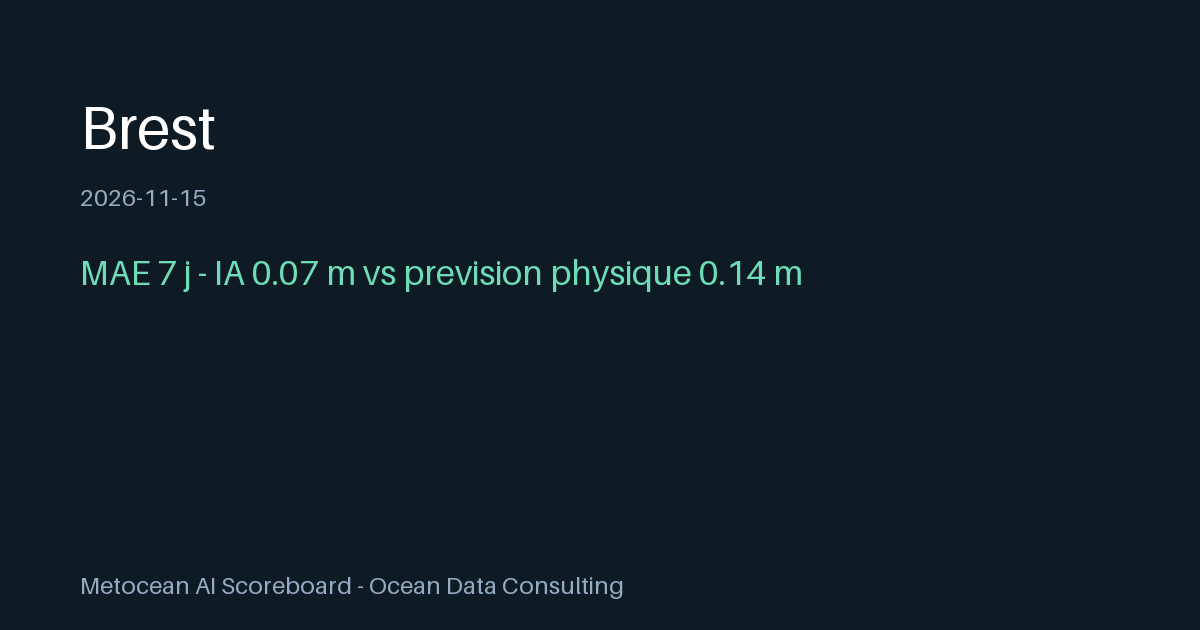 Brest
2026-11-15
MAE 7 j - IA 0.07 m vs prevision physique 0.14 m
Metocean AI Scoreboard - Ocean Data Consulting